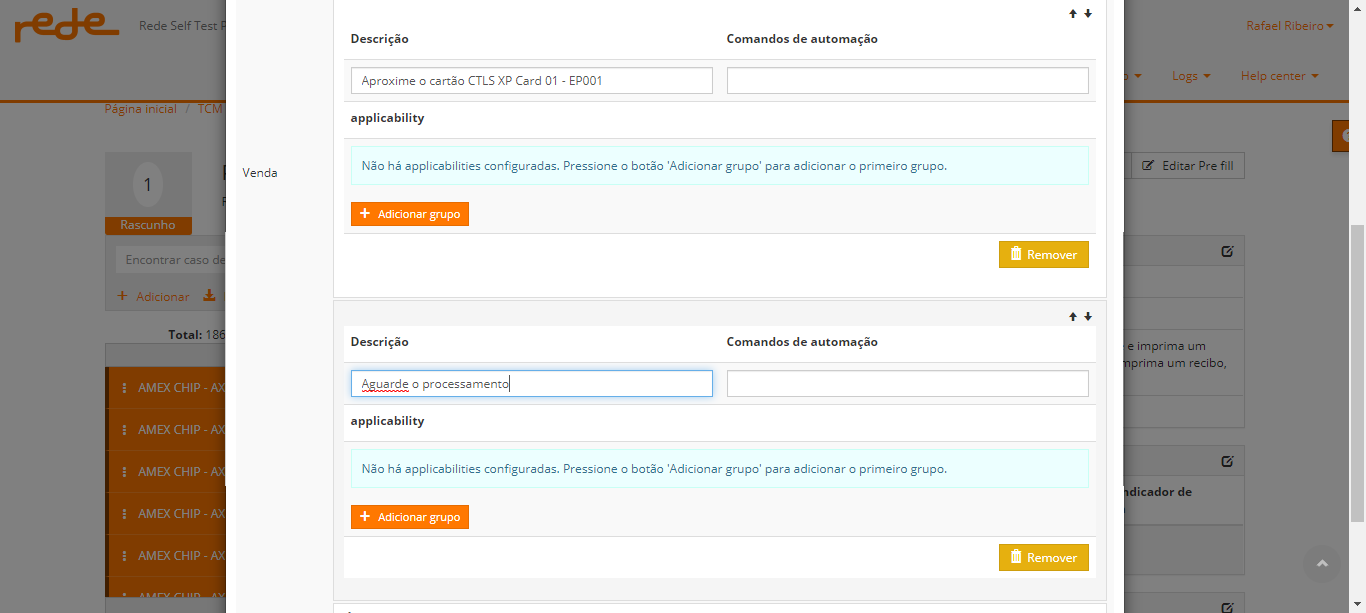 rede
Rede Self Test
Rafael Ribeiro
Logs
Help center
Página inicial / TCM
1
Rascunho
Editar Pre fill
Encontrar caso de
Adicionar
Total: 186
AMEX CHIP - AX
AMEX CHIP - AX
AMEX CHIP - AX
AMEX CHIP - AX
AMEX CHIP - AX
AMEX CHIP - AX
Venda
Descrição
Comandos de automação
Aproxime o cartão CTLS XP Card 01 - EP001
applicability
Não há applicabilities configuradas. Pressione o botão 'Adicionar grupo' para adicionar o primeiro grupo.
Adicionar grupo
Remover
Descrição
Comandos de automação
Aguarde o processamento
applicability
Não há applicabilities configuradas. Pressione o botão 'Adicionar grupo' para adicionar o primeiro grupo.
Adicionar grupo
Remover
e imprima um
mprima um recibo,
ndicador de